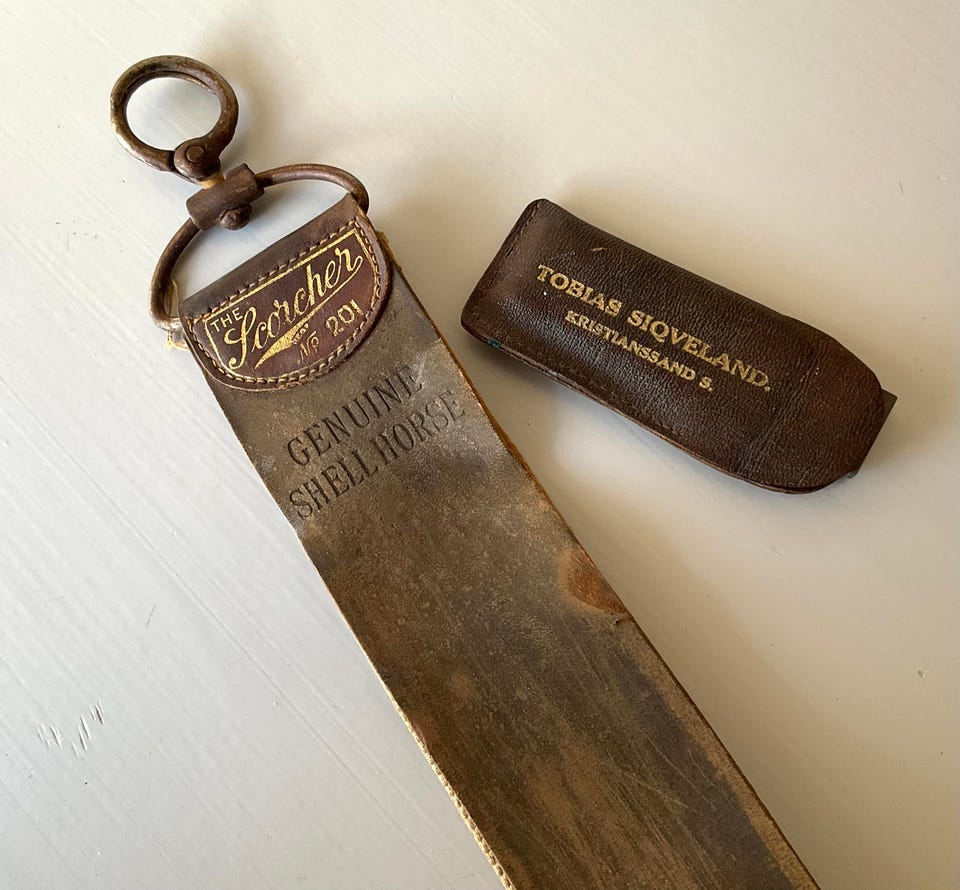 THE
Scorcher
No 201
GENUINE
SHELL HORSE
TOBIAS SIQVELAND.
KRISTIANSSAND S.